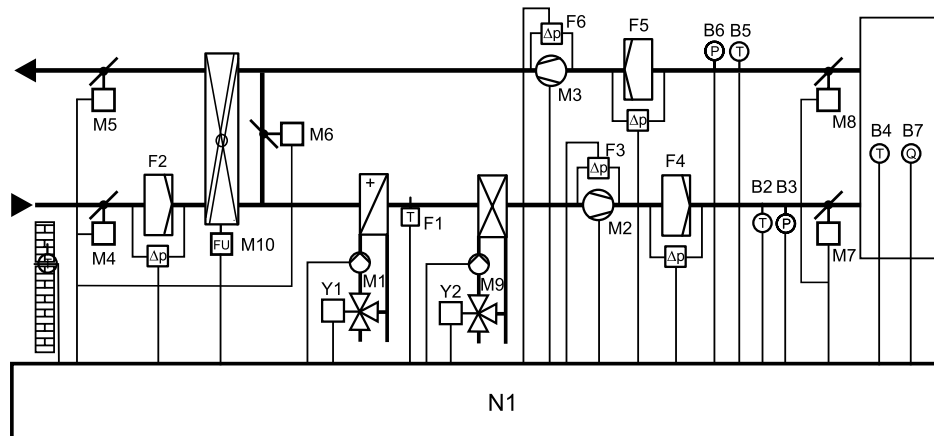 F6 F5 B6 B5
Δp
P T
M3
M5 M6 Δp M8
B4 B7
F2 F3 F4
T Q
Δp
+
B2 B3
T F1
M2
T P
M4 FU M10 Δp M7
Δp
M1 M9
Y1 Y2
N1